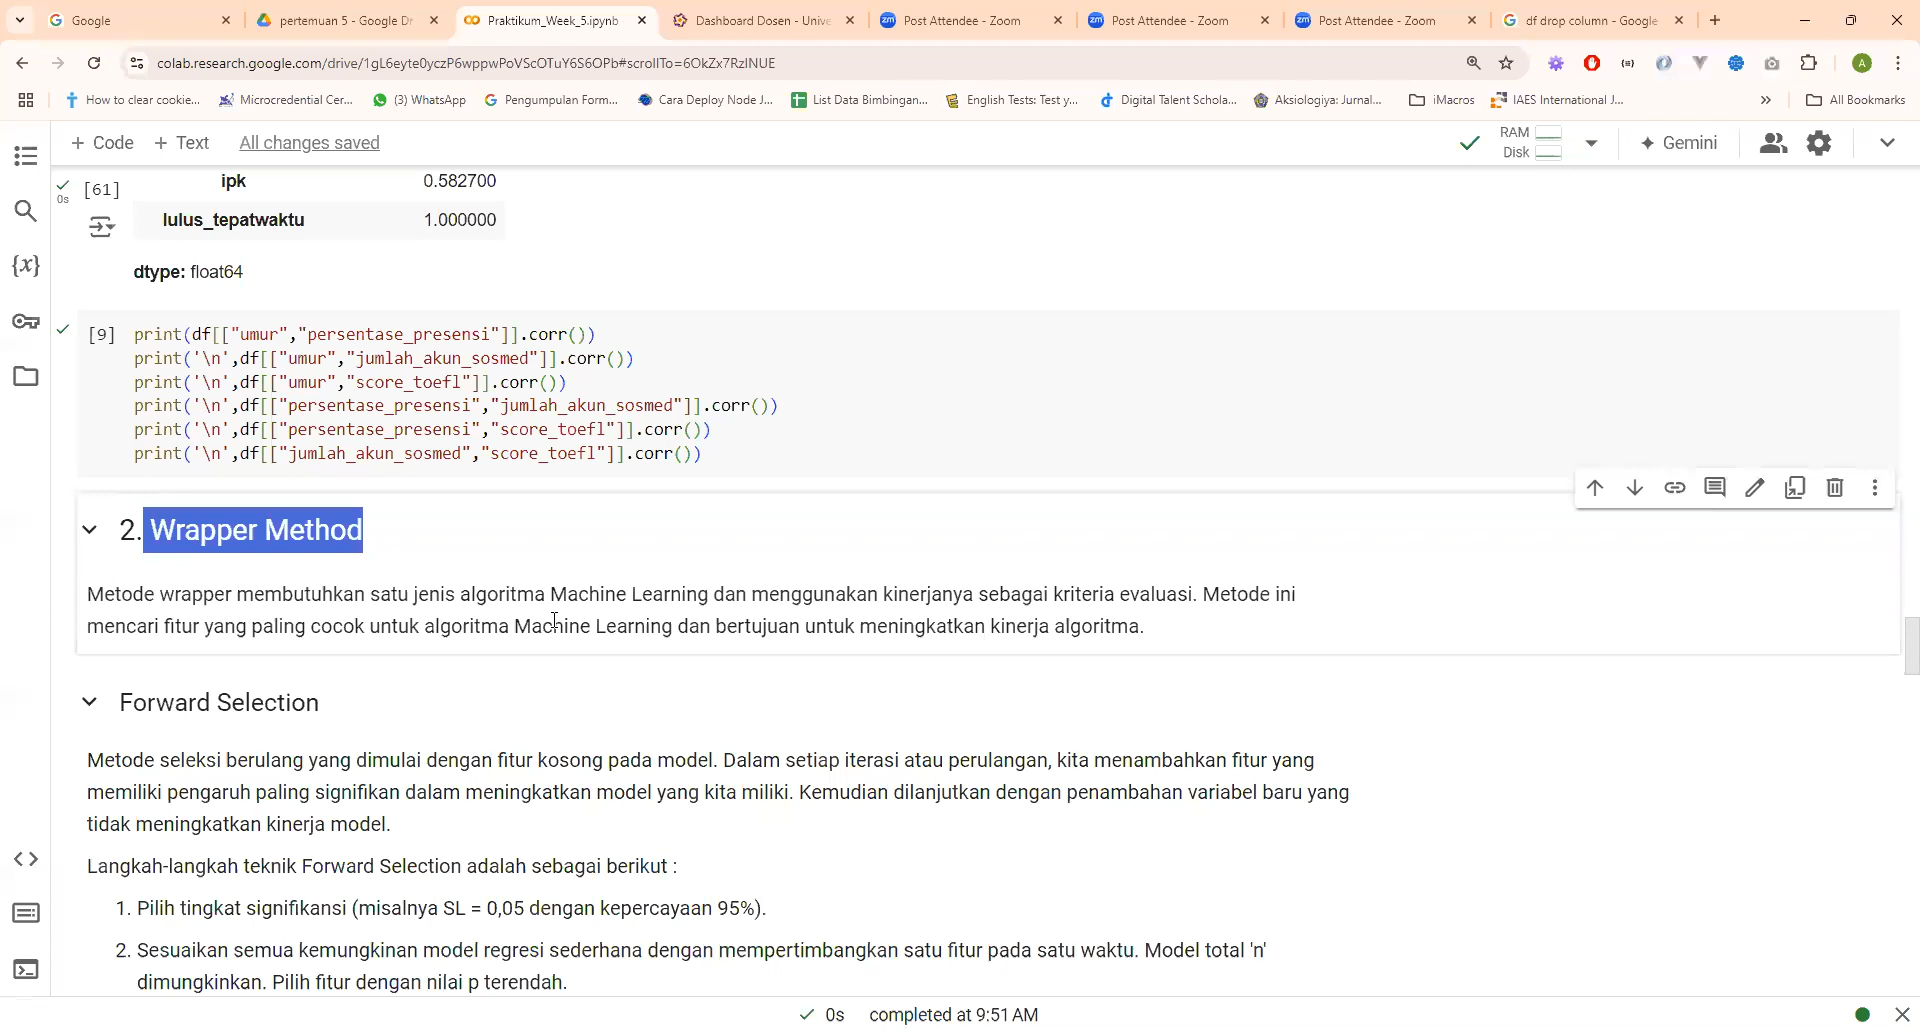 Google
pertemuan 5 - Google Dr
Praktikum_Week_5.ipynb
Dashboard Dosen - Unive
Post Attendee - Zoom
Post Attendee - Zoom
Post Attendee - Zoom
df drop column - Google
colab.research.google.com/drive/1gL6eyte0yczP6wppwPoVScOTuY6S6OPb#scrollTo=6OkZx7RzINUE
How to clear cookie...
Microcredential Cer...
(3) WhatsApp
Pengumpulan Form...
Cara Deploy Node J...
List Data Bimbingan...
English Tests: Test y...
Digital Talent Schola...
Aksiologiya: Jurnal...
iMacros
IAES International J...
All Bookmarks
+ Code + Text All changes saved
RAM
Disk
Gemini
[61]
0s
ipk 0.582700
lulus_tepatwaktu 1.000000
dtype: float64
[9] print(df[["umur","persentase_presensi"]].corr())
print('\n',df[["umur","jumlah_akun_sosmed"]].corr())
print('\n',df[["umur","score_toefl"]].corr())
print('\n',df[["persentase_presensi","jumlah_akun_sosmed"]].corr())
print('\n',df[["persentase_presensi","score_toefl"]].corr())
print('\n',df[["jumlah_akun_sosmed","score_toefl"]].corr())
2. Wrapper Method
Metode wrapper membutuhkan satu jenis algoritma Machine Learning dan menggunakan kinerjanya sebagai kriteria evaluasi. Metode ini
mencari fitur yang paling cocok untuk algoritma Machine Learning dan bertujuan untuk meningkatkan kinerja algoritma.
Forward Selection
Metode seleksi berulang yang dimulai dengan fitur kosong pada model. Dalam setiap iterasi atau perulangan, kita menambahkan fitur yang
memiliki pengaruh paling signifikan dalam meningkatkan model yang kita miliki. Kemudian dilanjutkan dengan penambahan variabel baru yang
tidak meningkatkan kinerja model.
Langkah-langkah teknik Forward Selection adalah sebagai berikut :
1. Pilih tingkat signifikansi (misalnya SL = 0,05 dengan kepercayaan 95%).
2. Sesuaikan semua kemungkinan model regresi sederhana dengan mempertimbangkan satu fitur pada satu waktu. Model total 'n'
dimungkinkan. Pilih fitur dengan nilai p terendah.
0s completed at 9:51 AM